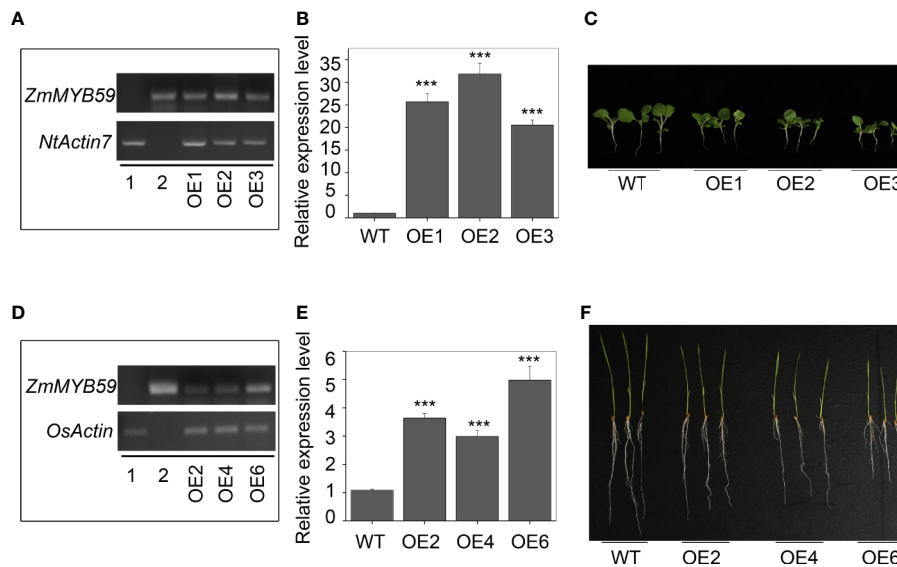 A
ZmMYB59
NtActin7
1 2 OE1 OE2 OE3
B
Relative expression level
35
30
25
20
15
10
5
0
***
***
***
WT OE1 OE2 OE3
C
WT OE1 OE2 OE3
D
ZmMYB59
OsActin
1 2 OE2 OE4 OE6
E
Relative expression level
6
5
4
3
2
1
0
***
***
***
WT OE2 OE4 OE6
F
WT OE2 OE4 OE6